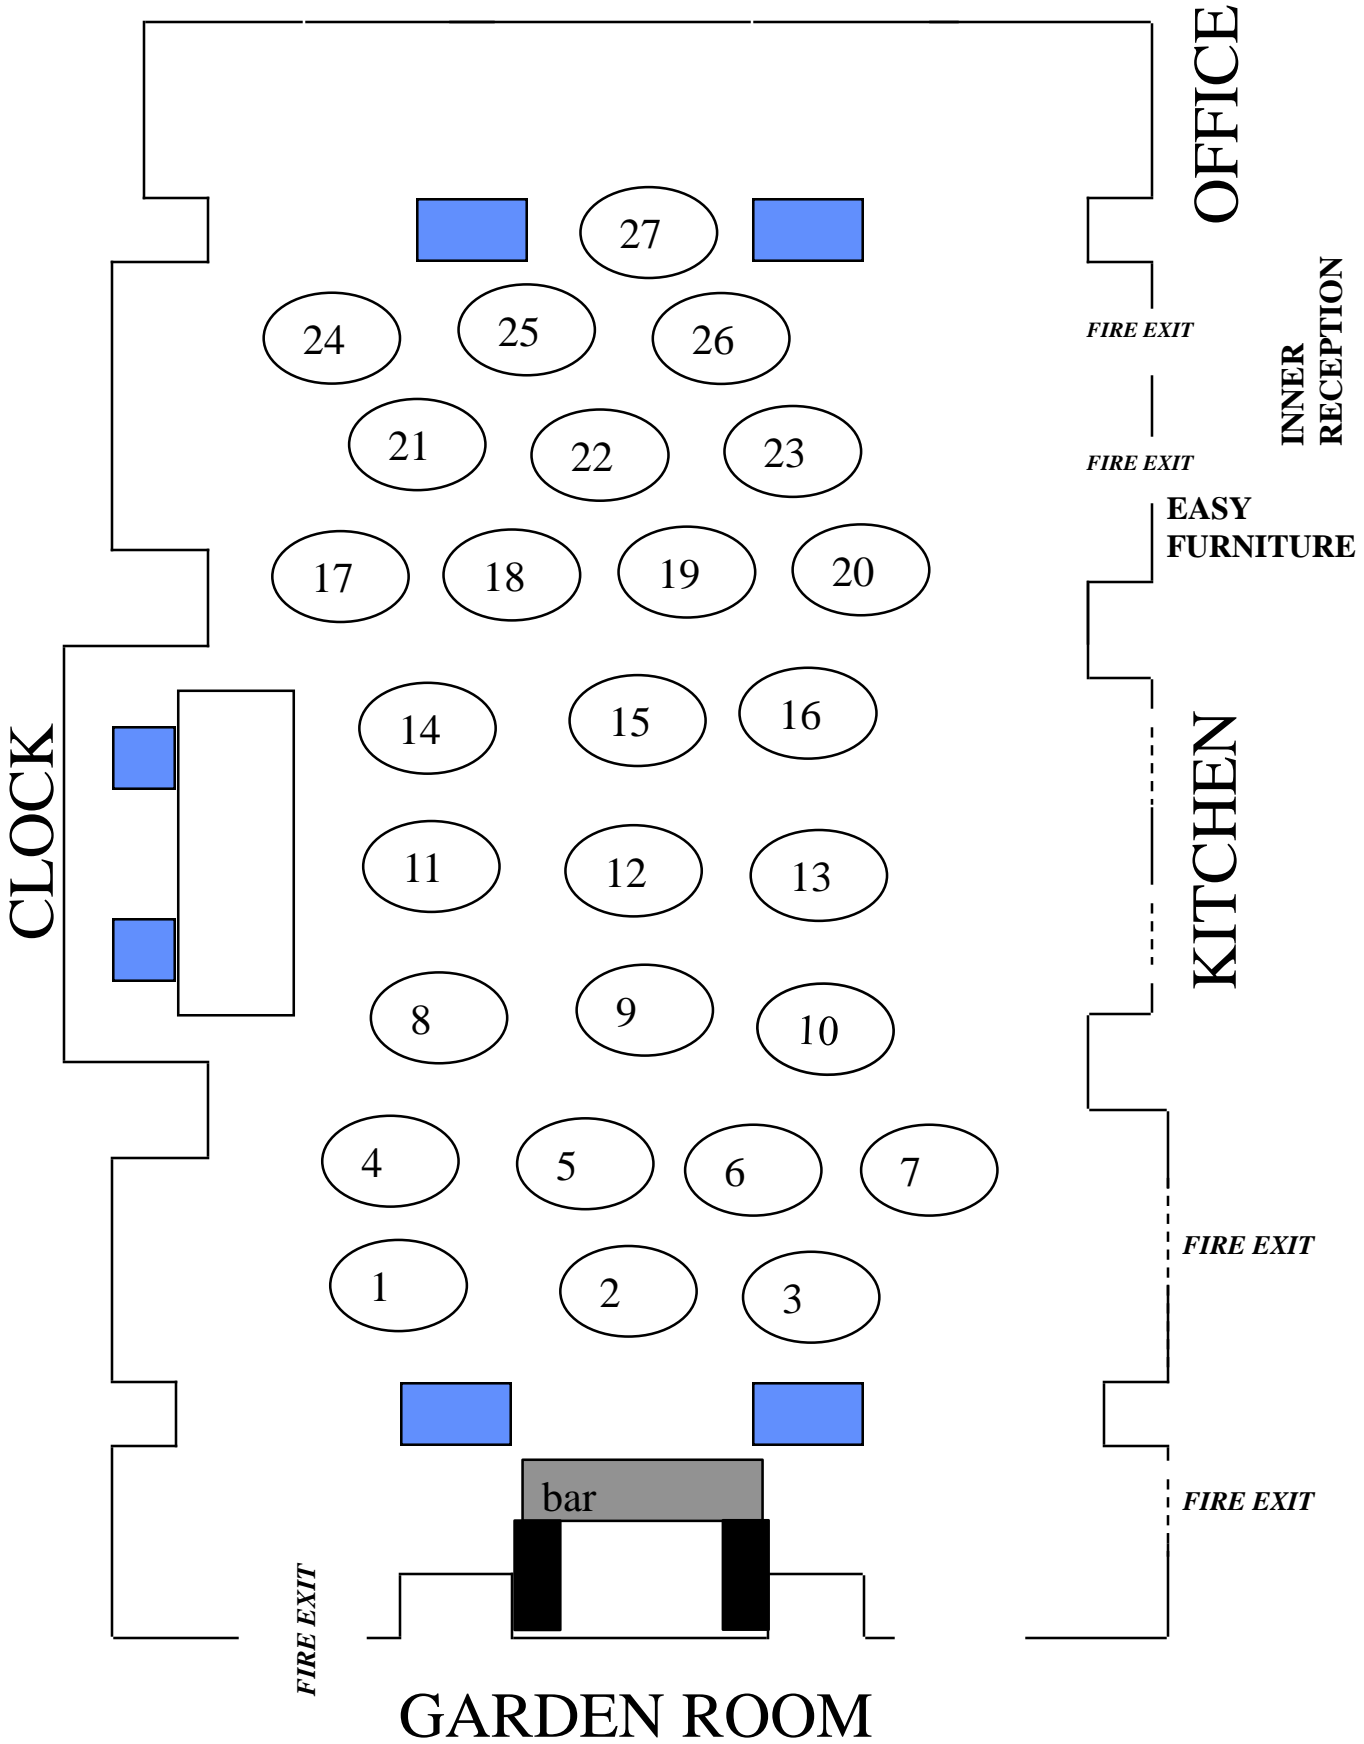 OFFICE
27
24
25
26
FIRE EXIT
INNER
RECEPTION
21
22
23
FIRE EXIT
EASY
FURNITURE
17
18
19
20
CLOCK
14
15
16
KITCHEN
11
12
13
8
9
10
4
5
6
7
FIRE EXIT
1
2
3
bar
FIRE EXIT
FIRE EXIT
GARDEN ROOM